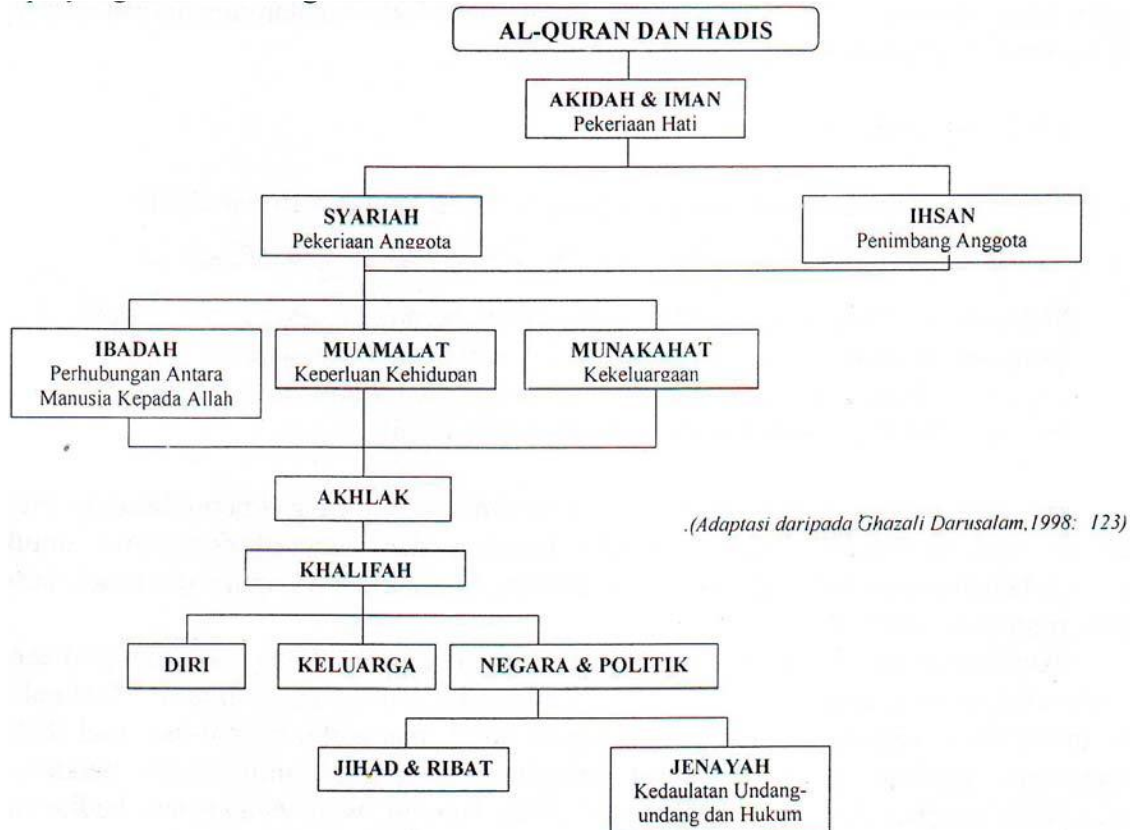 AL-QURAN DAN HADIS
AKIDAH & IMAN
Pekerjaan Hati
SYARIAH
Pekerjaan Anggota
IHSAN
Penimbang Anggota
IBADAH
Perhubungan Antara
Manusia Kepada Allah
MUAMALAT
Keperluan Kehidupan
MUNAKAHAT
Kekeluargaan
AKHLAK
.(Adaptasi daripada Ghazali Darusalam,1998: 123)
KHALIFAH
DIRI
KELUARGA
NEGARA & POLITIK
JIHAD & RIBAT
JENAYAH
Kedaulatan Undang-
undang dan Hukum